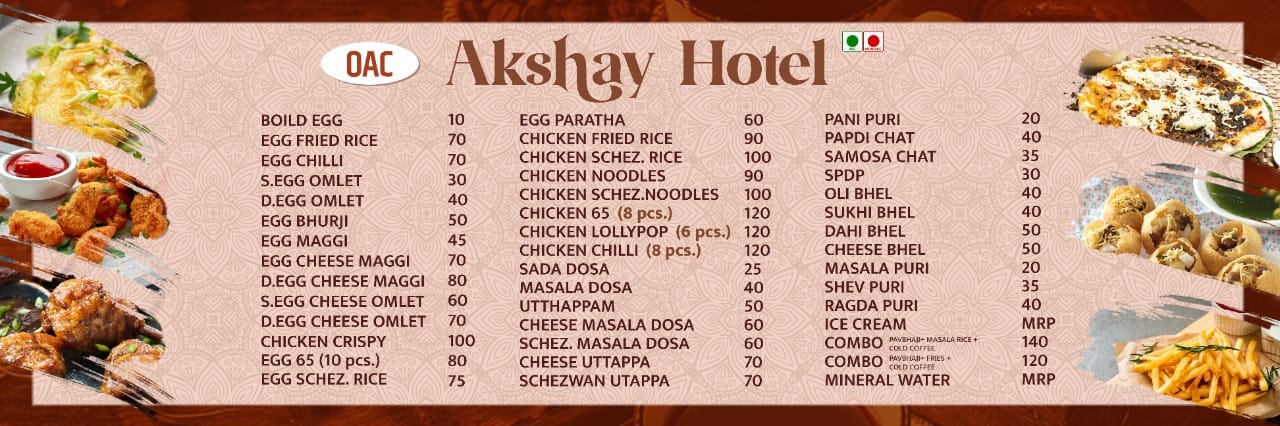 OAC
Akshay Hotel
VEG
NON VEG
BOILD EGG 10
EGG FRIED RICE 70
EGG CHILLI 70
S.EGG OMLET 30
D.EGG OMLET 40
EGG BHURJI 50
EGG MAGGI 45
EGG CHEESE MAGGI 70
D.EGG CHEESE MAGGI 80
S.EGG CHEESE OMLET 60
D.EGG CHEESE OMLET 70
CHICKEN CRISPY 100
EGG 65 (10 pcs.) 80
EGG SCHEZ. RICE 75
EGG PARATHA 60
CHICKEN FRIED RICE 90
CHICKEN SCHEZ. RICE 100
CHICKEN NOODLES 90
CHICKEN SCHEZ.NOODLES 100
CHICKEN 65 (8 pcs.) 120
CHICKEN LOLLYPOP (6 pcs.) 120
CHICKEN CHILLI (8 pcs.) 120
SADA DOSA 25
MASALA DOSA 40
UTTHAPPAM 50
CHEESE MASALA DOSA 60
SCHEZ. MASALA DOSA 60
CHEESE UTTAPPA 70
SCHEZWAN UTAPPA 70
PANI PURI 20
PAPDI CHAT 40
SAMOSA CHAT 35
SPDP 30
OLI BHEL 40
SUKHI BHEL 40
DAHI BHEL 50
CHEESE BHEL 50
MASALA PURI 20
SHEV PURI 35
RAGDA PURI 40
ICE CREAM MRP
COMBO PAVBHAJI+ MASALA RICE + 140
COLD COFFEE
COMBO PAVBHAJI+ FRIES + 120
COLD COFFEE
MINERAL WATER MRP